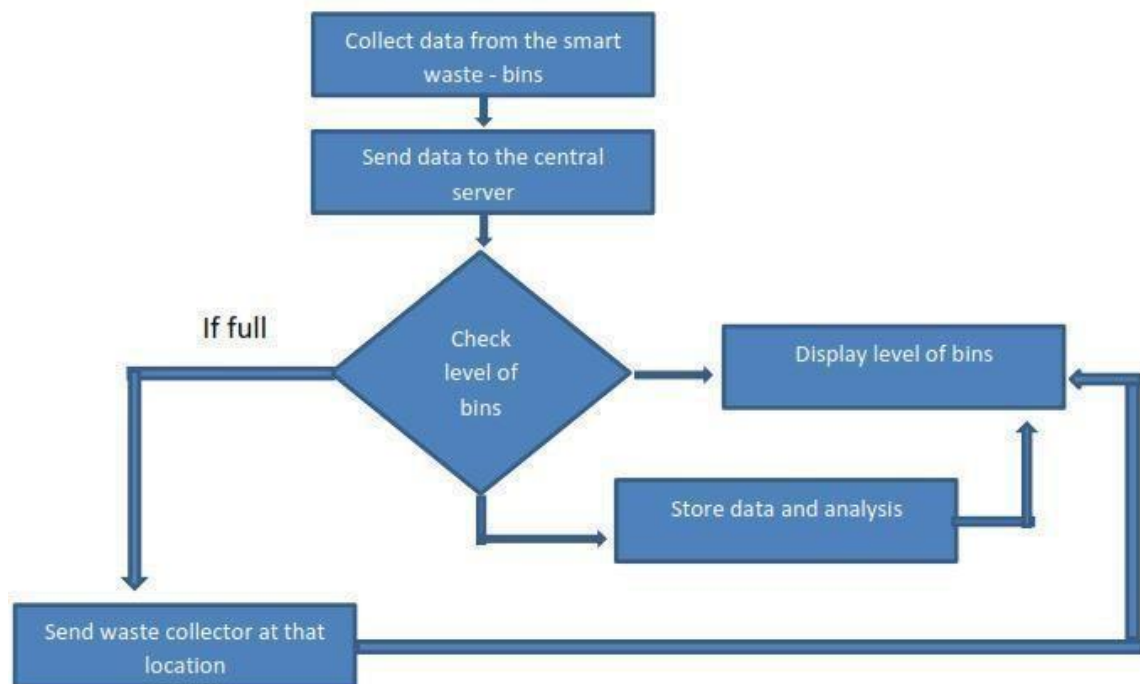 Collect data from the smart
waste - bins
Send data to the central
server
If full
Check
level of
bins
Display level of bins
Store data and analysis
Send waste collector at that
location